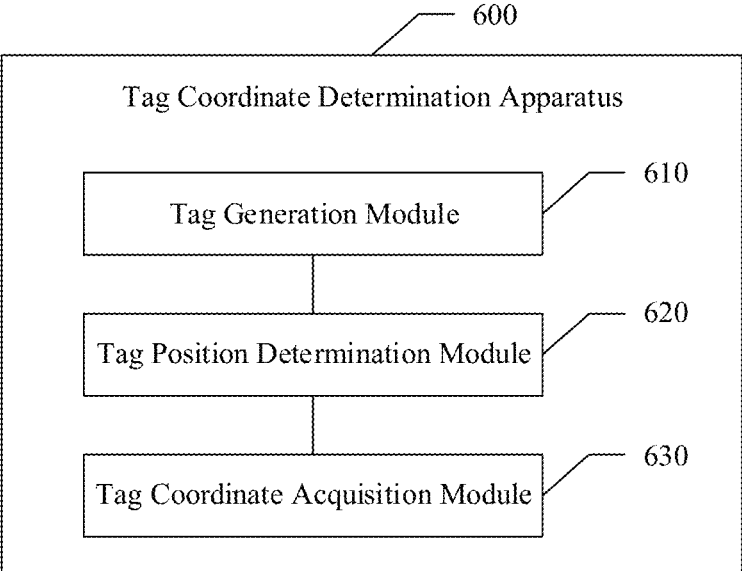 600
Tag Coordinate Determination Apparatus
610
Tag Generation Module
620
Tag Position Determination Module
630
Tag Coordinate Acquisition Module